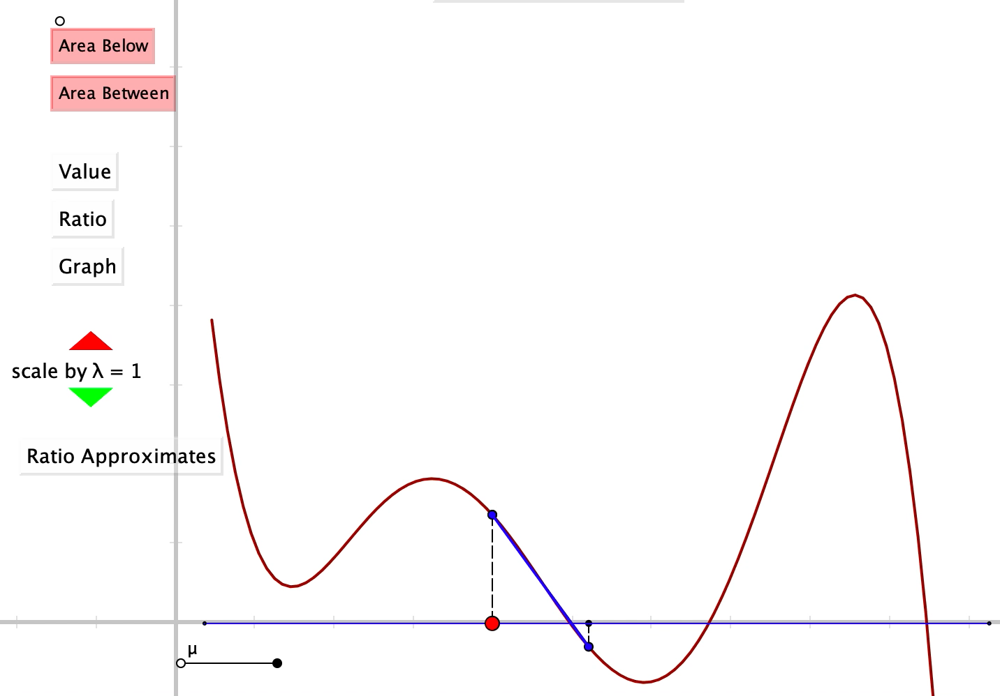 Area Below
Area Between
Value
Ratio
Graph
scale by λ = 1
Ratio Approximates
μ